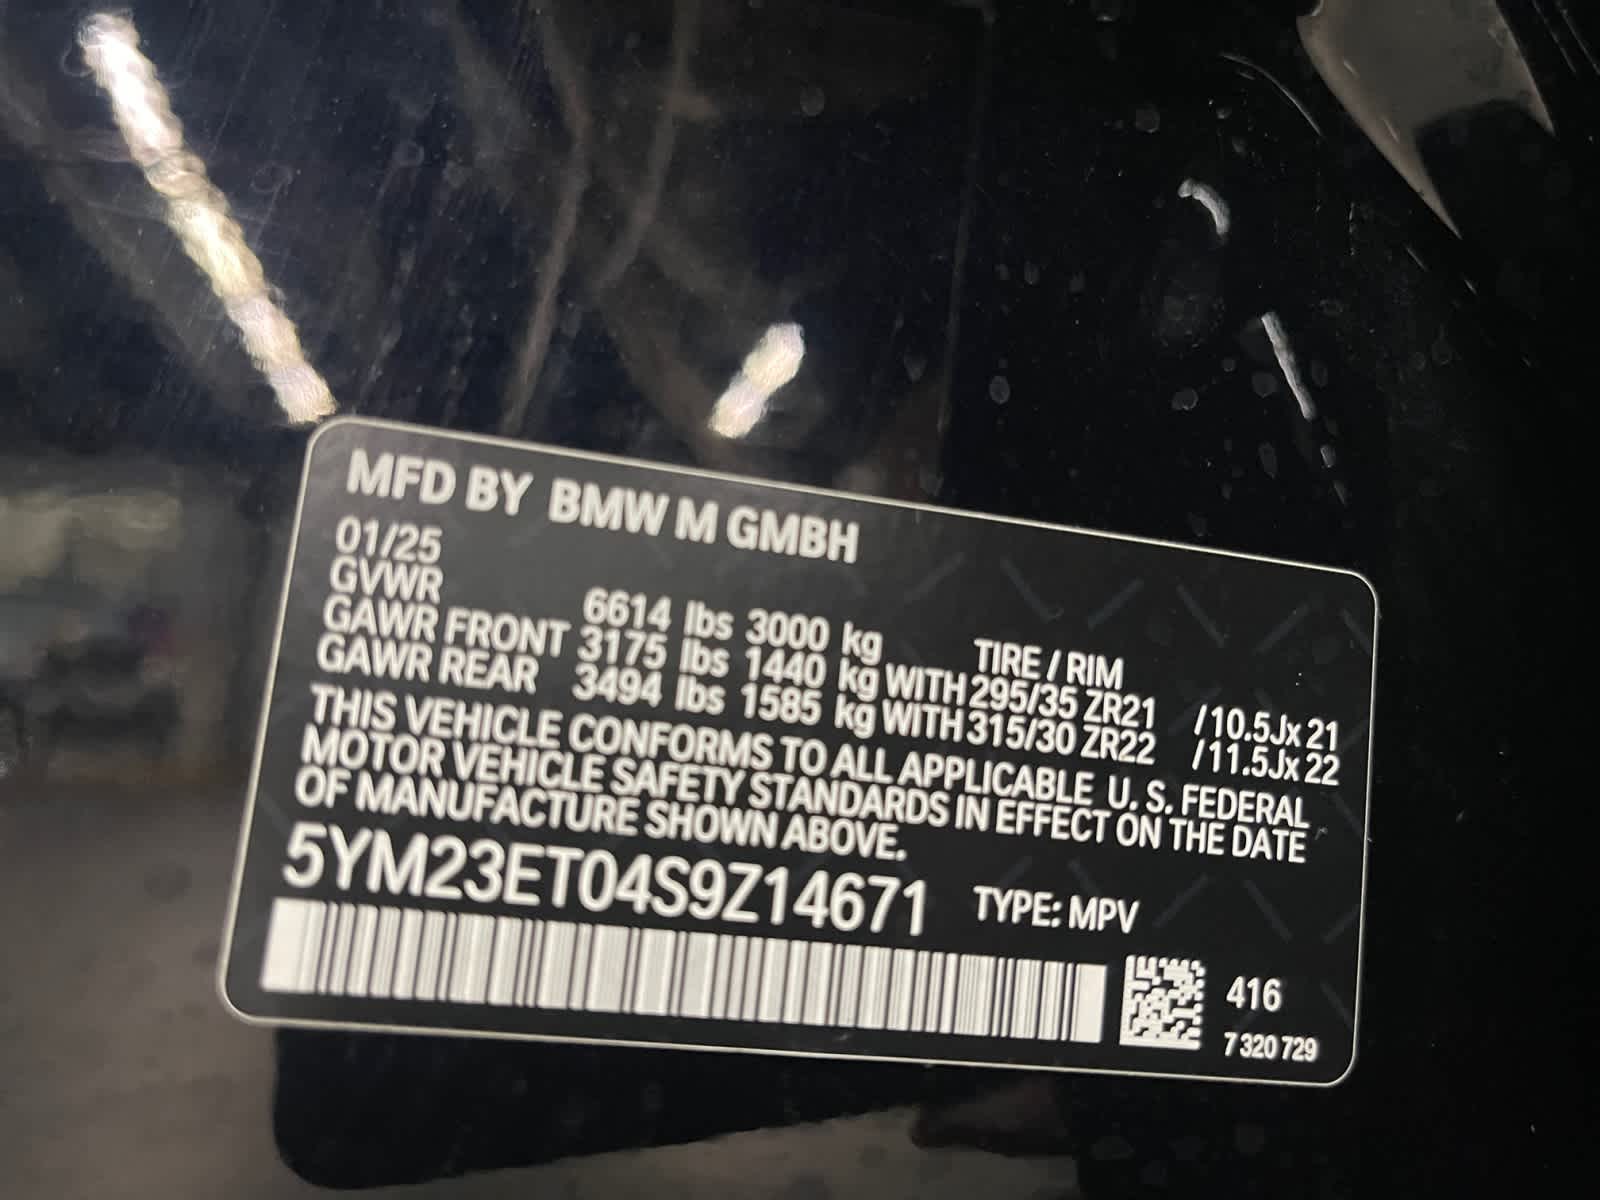 MFD BY BMW M GMBH
01/25
GVWR 6614 lbs 3000 kg TIRE / RIM
GAWR FRONT 3175 lbs 1440 kg WITH 295/35 ZR21 /10.5Jx 21
GAWR REAR 3494 lbs 1585 kg WITH 315/30 ZR22 /11.5Jx 22
THIS VEHICLE CONFORMS TO ALL APPLICABLE U. S. FEDERAL
MOTOR VEHICLE SAFETY STANDARDS IN EFFECT ON THE DATE
OF MANUFACTURE SHOWN ABOVE.
5YM23ET04S9Z14671 TYPE: MPV
416
7 320 729